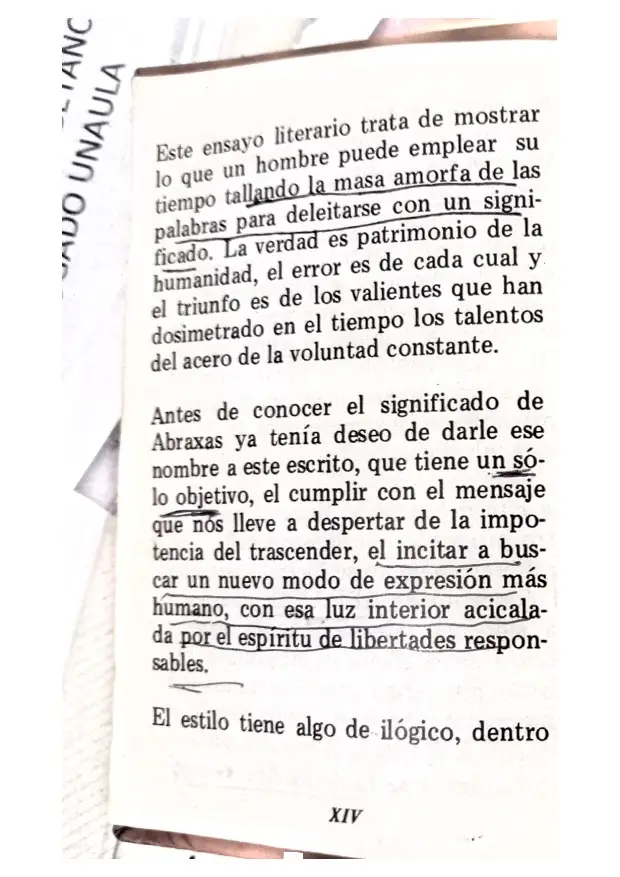 UNAULA
Este ensayo literario trata de mostrar
lo que un hombre puede emplear su
tiempo tallando la masa amorfa de las
palabras para deleitarse con un signi-
ficado. La verdad es patrimonio de la
humanidad, el error es de cada cual y
el triunfo es de los valientes que han
dosimetrado en el tiempo los talentos
del acero de la voluntad constante.
Antes de conocer el significado de
Abraxas ya tenía deseo de darle ese
nombre a este escrito, que tiene un só-
lo objetivo, el cumplir con el mensaje
que nos lleve a despertar de la impo-
tencia del trascender, el incitar a bus-
car un nuevo modo de expresión más
humano, con esa luz interior acicala-
da por el espíritu de libertades respon-
sables.
El estilo tiene algo de ilógico, dentro
XIV